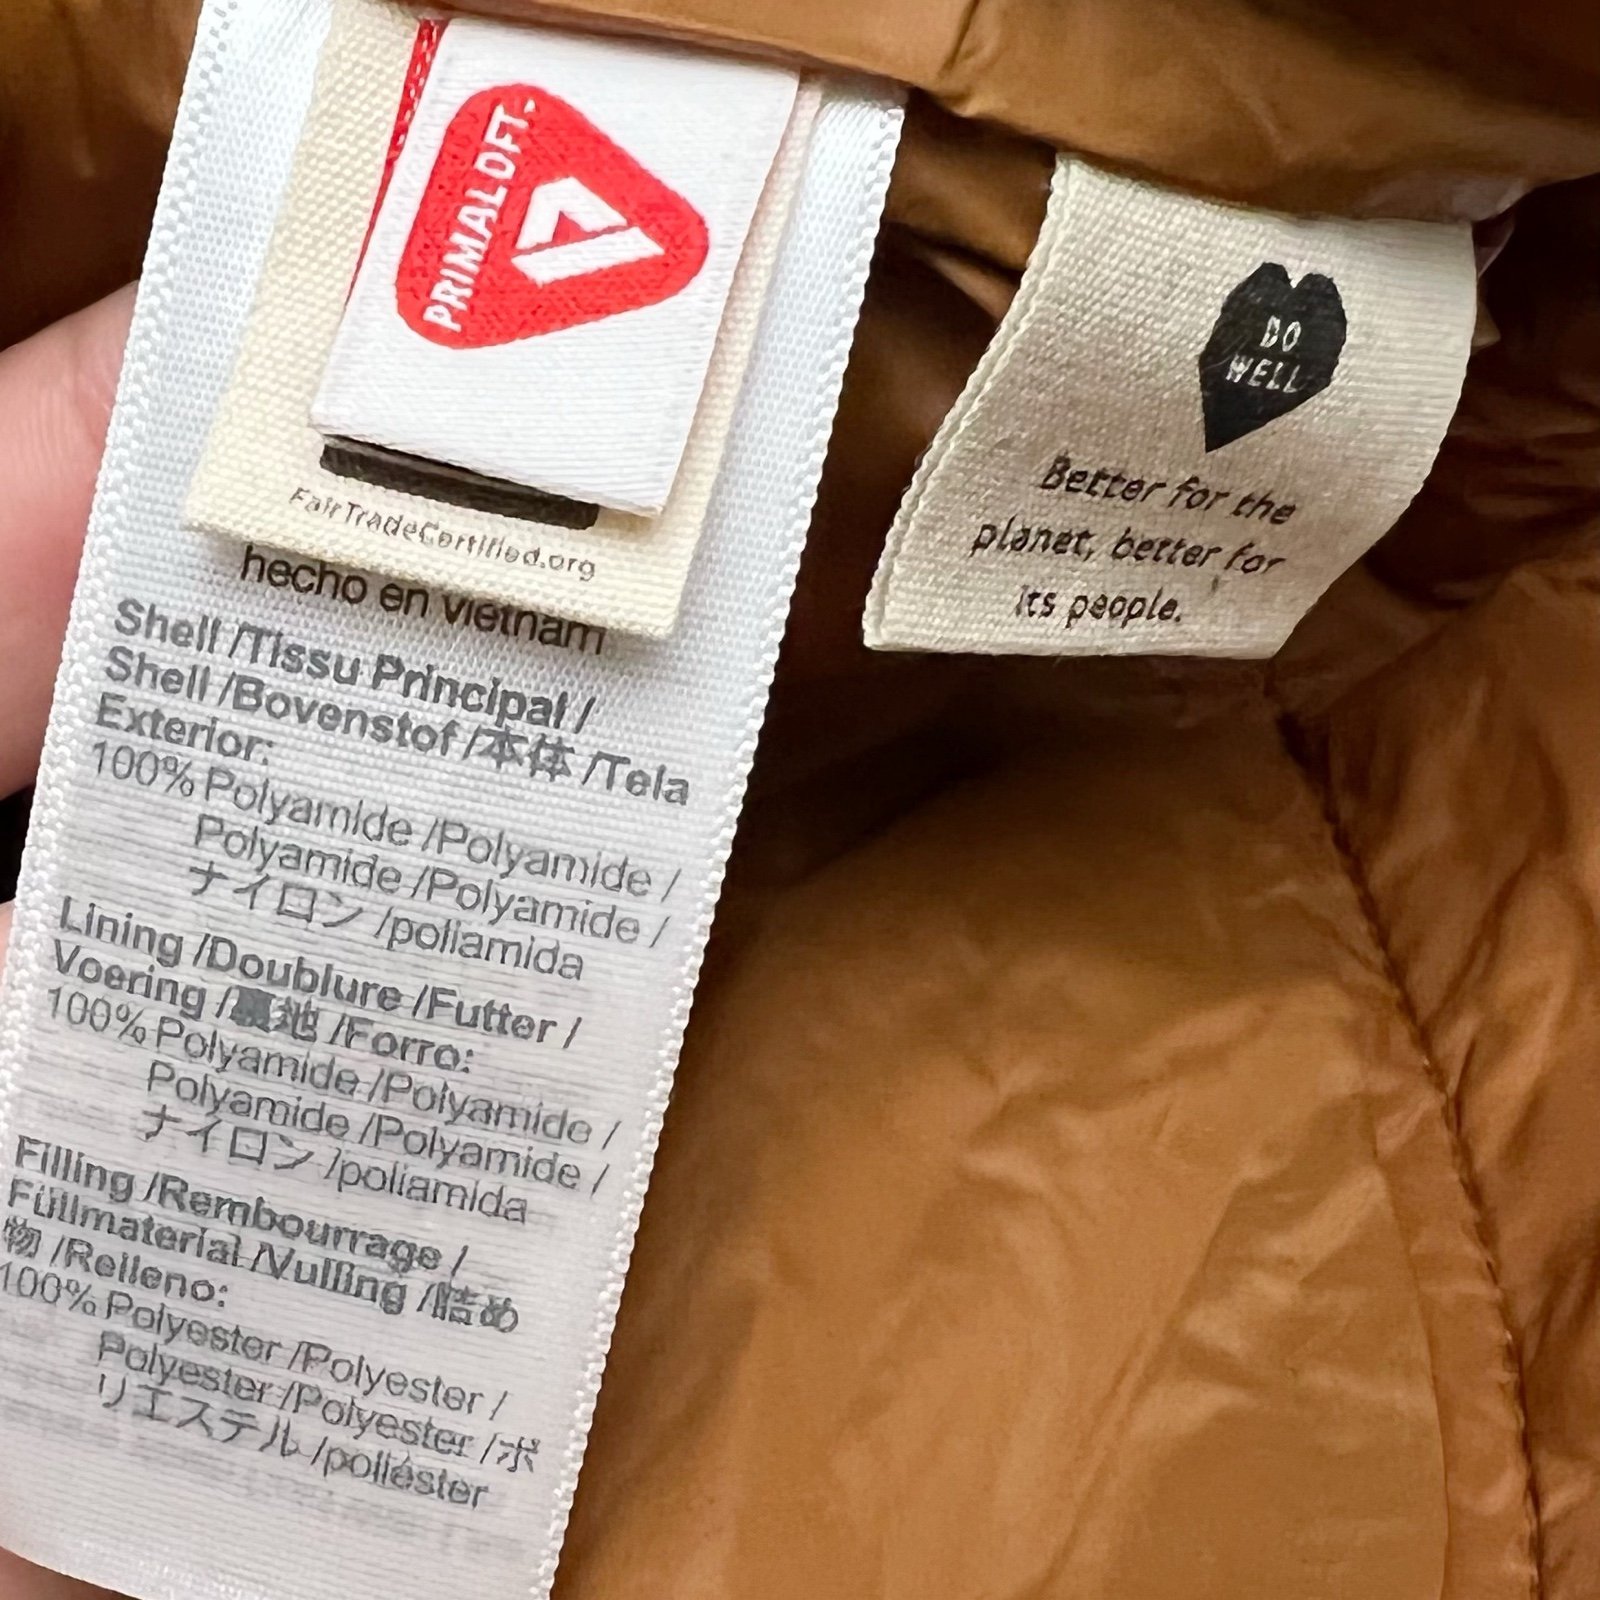 PRIMALOFT
FairTradeCertified.org
hecho en vietnam
Shell /Tissu Principal /
Shell /Bovenstof /本体 /Tela
Exterior:
100% Polyamide /Polyamide /
Polyamide /Polyamide /
ナイロン /poliamida
Lining /Doublure /Futter /
Voering /裏地 /Forro:
100% Polyamide /Polyamide /
Polyamide /Polyamide /
ナイロン /poliamida
Filling /Rembourrage /
Füllmaterial /Vulling /詰め
物 /Relleno:
100% Polyester /Polyester /
Polyester /Polyester /ポ
リエステル /poliéster
DO
WELL
Better for the
planet, better for
its people.